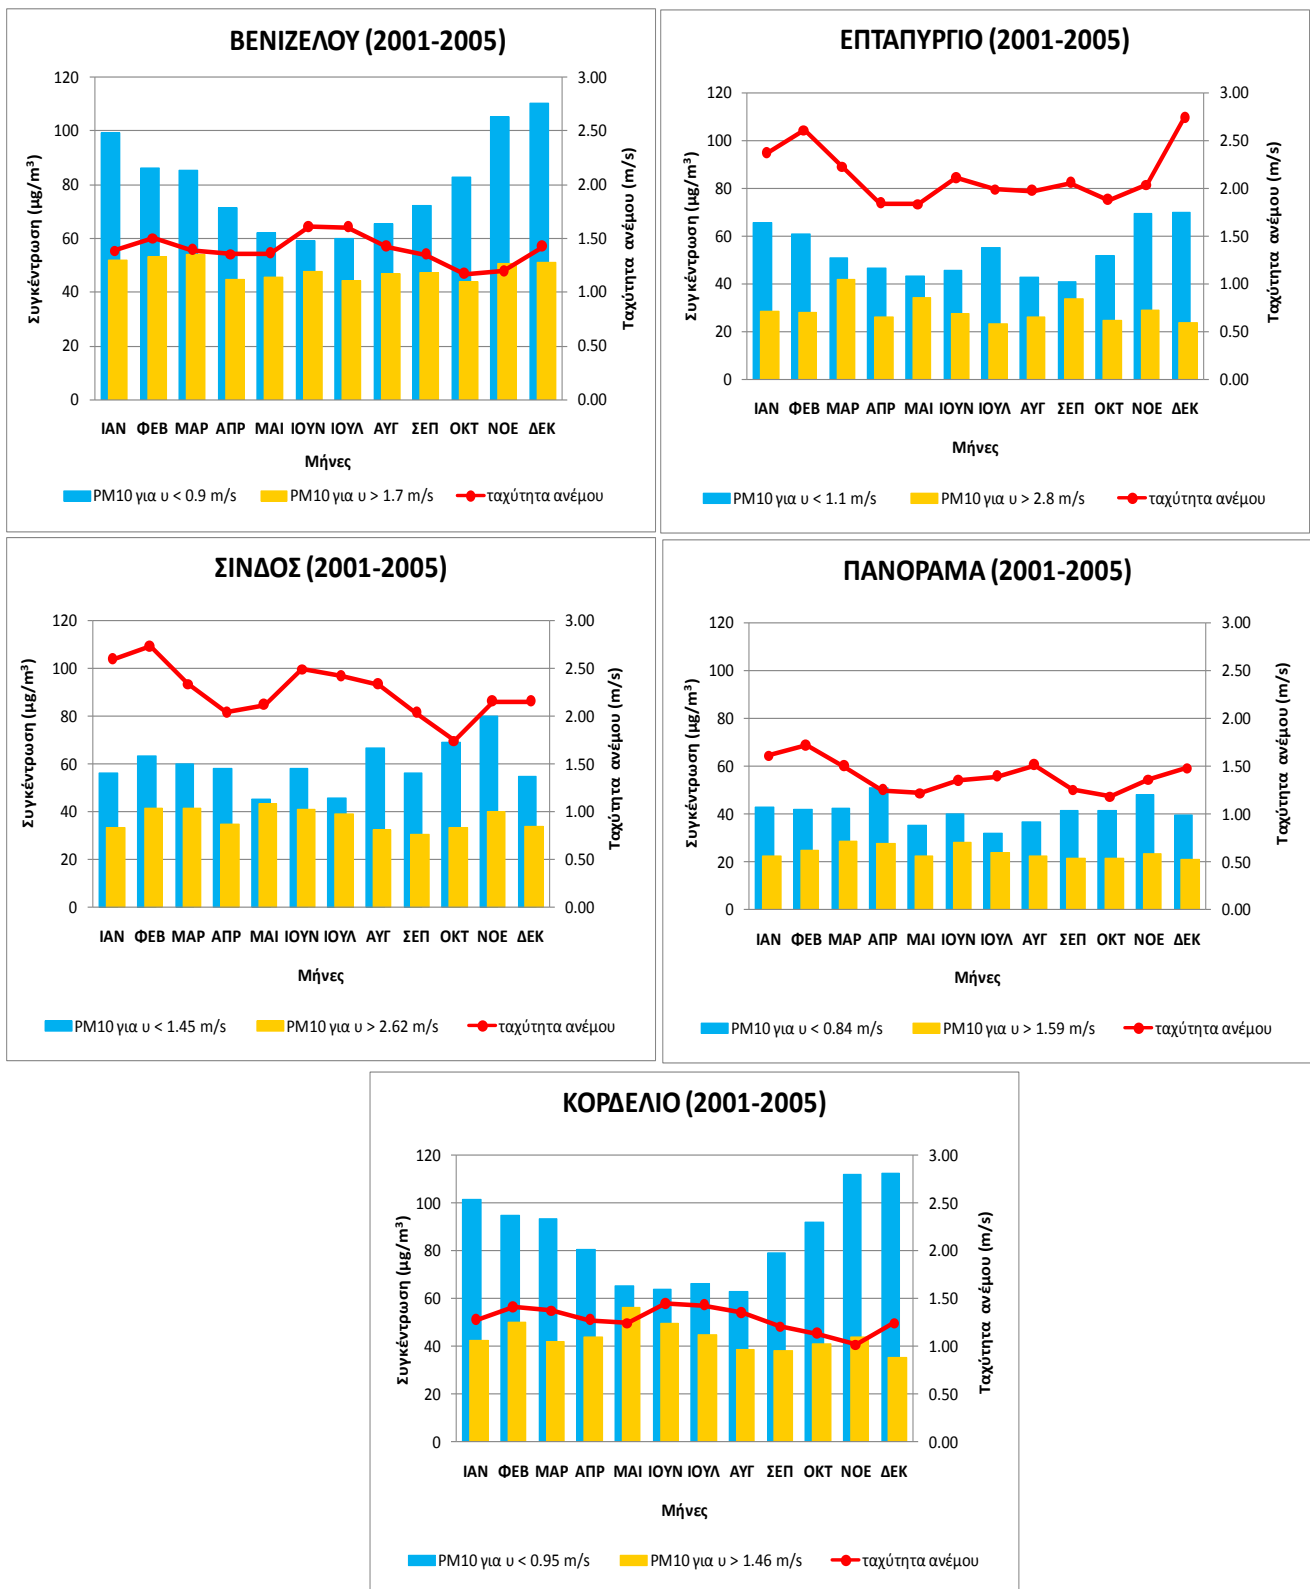 ΒΕΝΙΖΕΛΟΥ (2001-2005)
Συγκέντρωση (μg/m³)
120
100
80
60
40
20
0
3.00
2.50
2.00
1.50
1.00
0.50
0.00
Ταχύτητα ανέμου (m/s)
ΙΑΝ ΦΕΒ ΜΑΡ ΑΠΡ ΜΑΙ ΙΟΥΝ ΙΟΥΛ ΑΥΓ ΣΕΠ ΟΚΤ ΝΟΕ ΔΕΚ
Μήνες
PM10 για υ < 0.9 m/s PM10 για υ > 1.7 m/s ταχύτητα ανέμου
ΕΠΤΑΠΥΡΓΙΟ (2001-2005)
Συγκέντρωση (μg/m³)
120
100
80
60
40
20
0
3.00
2.50
2.00
1.50
1.00
0.50
0.00
Ταχύτητα ανέμου (m/s)
ΙΑΝ ΦΕΒ ΜΑΡ ΑΠΡ ΜΑΙ ΙΟΥΝ ΙΟΥΛ ΑΥΓ ΣΕΠ ΟΚΤ ΝΟΕ ΔΕΚ
Μήνες
PM10 για υ < 1.1 m/s PM10 για υ > 2.8 m/s ταχύτητα ανέμου
ΣΙΝΔΟΣ (2001-2005)
Συγκέντρωση (μg/m³)
120
100
80
60
40
20
0
3.00
2.50
2.00
1.50
1.00
0.50
0.00
Ταχύτητα ανέμου (m/s)
ΙΑΝ ΦΕΒ ΜΑΡ ΑΠΡ ΜΑΙ ΙΟΥΝ ΙΟΥΛ ΑΥΓ ΣΕΠ ΟΚΤ ΝΟΕ ΔΕΚ
Μήνες
PM10 για υ < 1.45 m/s PM10 για υ > 2.62 m/s ταχύτητα ανέμου
ΠΑΝΟΡΑΜΑ (2001-2005)
Συγκέντρωση (μg/m³)
120
100
80
60
40
20
0
3.00
2.50
2.00
1.50
1.00
0.50
0.00
Ταχύτητα ανέμου (m/s)
ΙΑΝ ΦΕΒ ΜΑΡ ΑΠΡ ΜΑΙ ΙΟΥΝ ΙΟΥΛ ΑΥΓ ΣΕΠ ΟΚΤ ΝΟΕ ΔΕΚ
Μήνες
PM10 για υ < 0.84 m/s PM10 για υ > 1.59 m/s ταχύτητα ανέμου
ΚΟΡΔΕΛΙΟ (2001-2005)
Συγκέντρωση (μg/m³)
120
100
80
60
40
20
0
3.00
2.50
2.00
1.50
1.00
0.50
0.00
Ταχύτητα ανέμου (m/s)
ΙΑΝ ΦΕΒ ΜΑΡ ΑΠΡ ΜΑΙ ΙΟΥΝ ΙΟΥΛ ΑΥΓ ΣΕΠ ΟΚΤ ΝΟΕ ΔΕΚ
Μήνες
PM10 για υ < 0.95 m/s PM10 για υ > 1.46 m/s ταχύτητα ανέμου